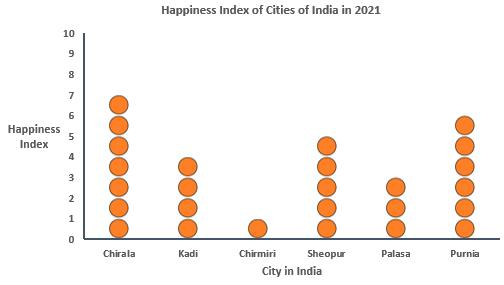 Happiness Index of Cities of India in 2021
10
9
8
7
6
5
4
3
2
1
0
Happiness
Index
Chirala Kadi Chirmiri Sheopur Palasa Purnia
City in India